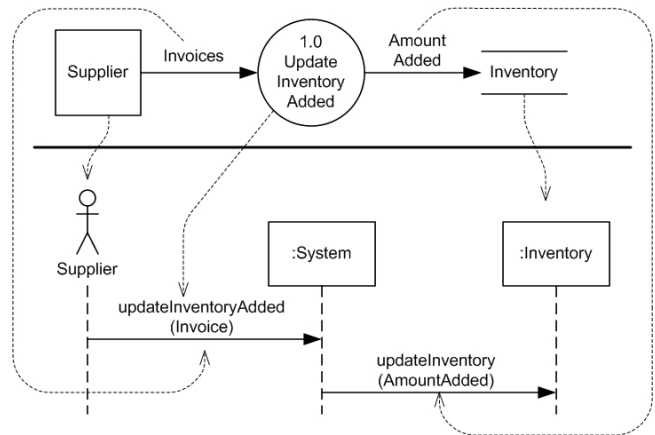 Supplier
Invoices
1.0
Update
Inventory
Added
Amount
Added
Inventory
Supplier
:System
:Inventory
updateInventoryAdded
(Invoice)
updateInventory
(AmountAdded)